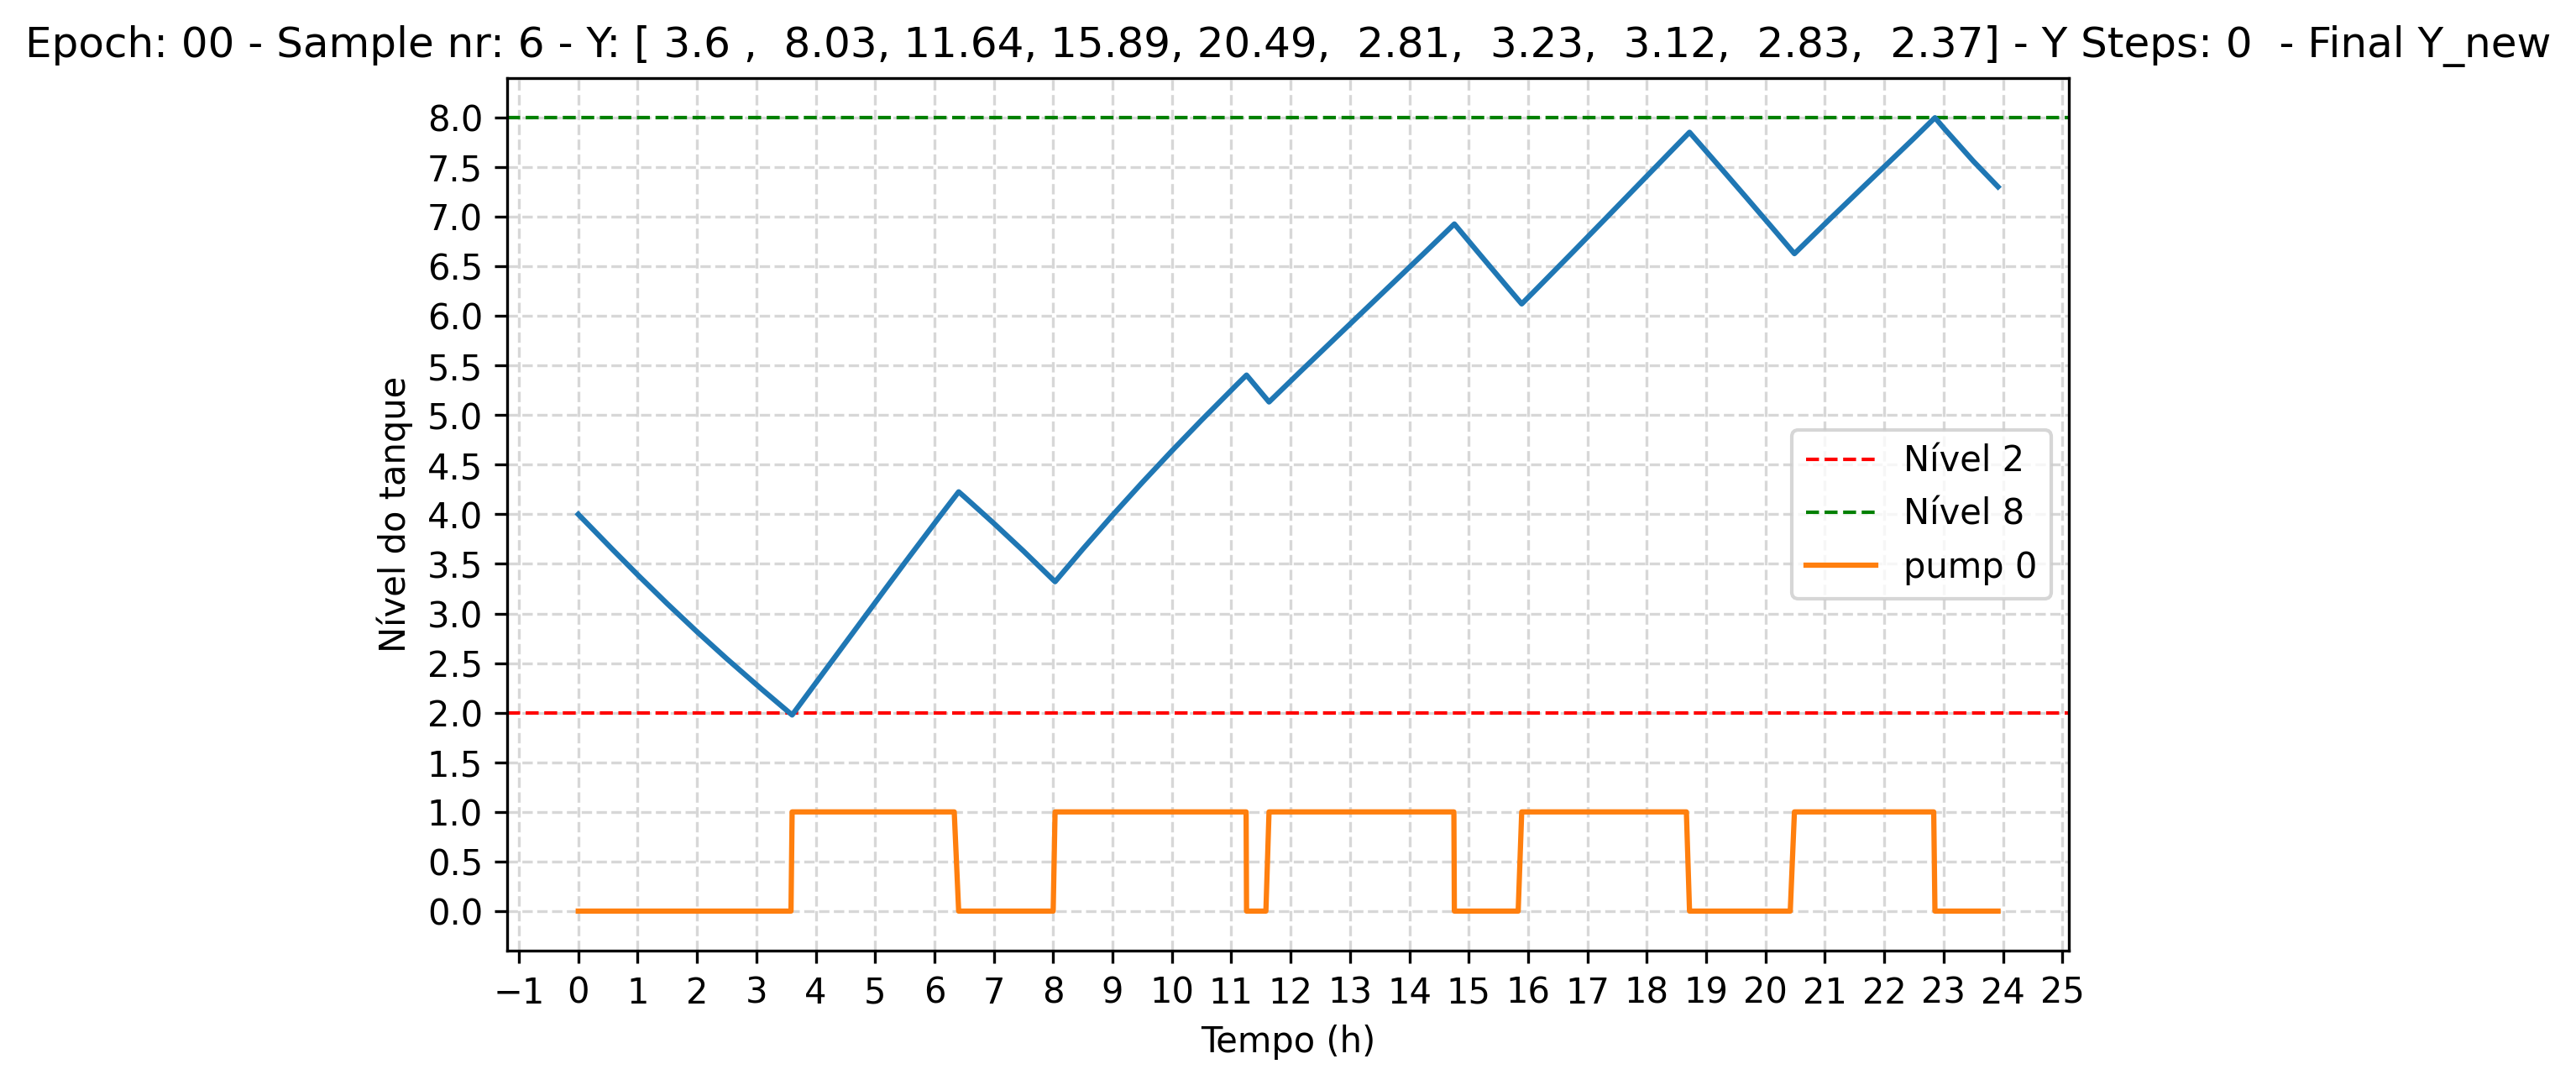 Epoch: 00 - Sample nr: 6 - Y: [ 3.6 ,  8.03, 11.64, 15.89, 20.49,  2.81,  3.23,  3.12,  2.83,  2.37] - Y Steps: 0  - Final Y_new
8.0
7.5
7.0
6.5
6.0
5.5
5.0
4.5
4.0
3.5
3.0
2.5
2.0
1.5
1.0
0.5
0.0
Nível do tanque
Nível 2
Nível 8
pump 0
−1 0 1 2 3 4 5 6 7 8 9 10 11 12 13 14 15 16 17 18 19 20 21 22 23 24 25
Tempo (h)